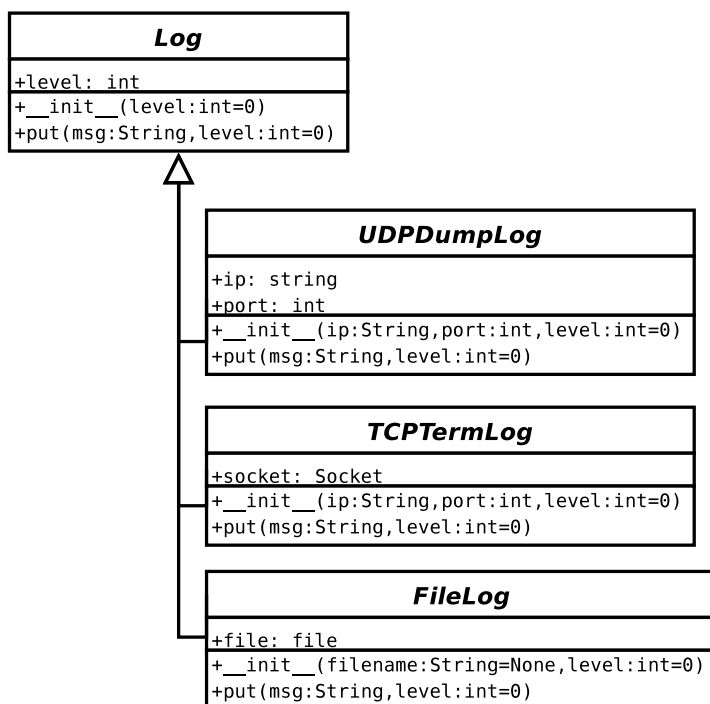 Log
+level: int
+__init__(level:int=0)
+put(msg:String,level:int=0)
UDPDumpLog
+ip: string
+port: int
+__init__(ip:String,port:int,level:int=0)
+put(msg:String,level:int=0)
TCPTermLog
+socket: Socket
+__init__(ip:String,port:int,level:int=0)
+put(msg:String,level:int=0)
FileLog
+file: file
+__init__(filename:String=None,level:int=0)
+put(msg:String,level:int=0)